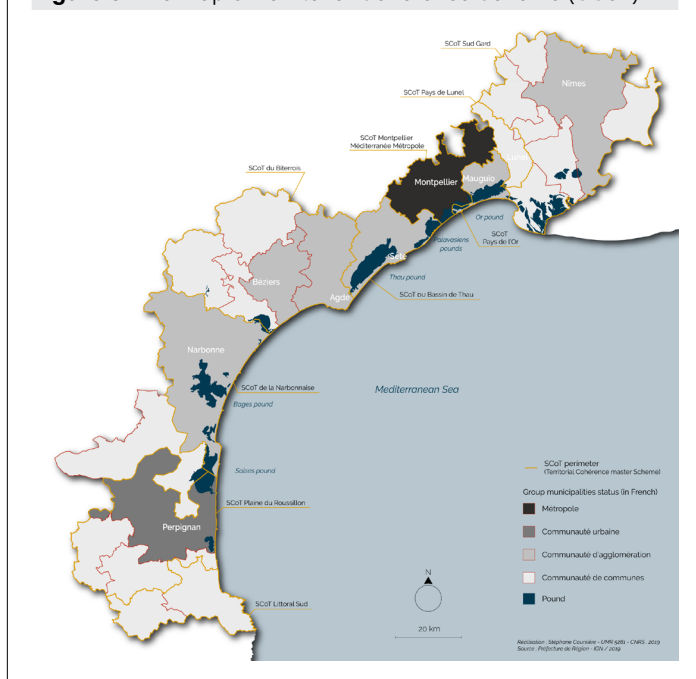 SCoT Sud Gard
Nîmes
SCoT Pays de Lunel
SCoT Montpellier
Méditerranée Métropole
Lunel
SCoT du Biterrois
Montpellier
Mauguio
Or pound
SCoT
Pays de l'Or
Palavasiens
pounds
Sète
Thau pound
Béziers
Agde
SCoT du Bassin de Thau
Narbonne
SCoT de la Narbonnaise
Mediterranean Sea
Bages pound
Salses pound
SCoT perimeter
(Territorial Cohérence master Scheme)
Group municipalities status (in French)
SCoT Plaine du Roussillon
Métropole
Perpignan
Communauté urbaine
Communauté d'agglomération
Communauté de communes
N
Pound
SCoT Littoral Sud
20 km
Réalisation : Stéphane Coursière - UMR 5281 - CNRS , 2019
Source : Préfecture de Région - IGN / 2019